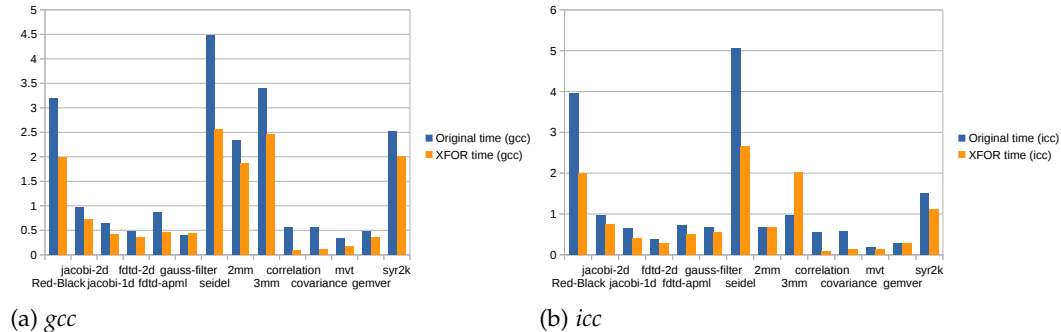 5
4.5
4
3.5
3
2.5
2
1.5
1
0.5
0
jacobi-2d fdtd-2d gauss-filter 2mm correlation mvt syr2k
Red-Black jacobi-1d fdtd-apml seidel 3mm covariance gemver
Original time (gcc)
XFOR time (gcc)
(a) gcc
6
5
4
3
2
1
0
jacobi-2d fdtd-2d gauss-filter 2mm correlation mvt syr2k
Red-Black jacobi-1d fdtd-apml seidel 3mm covariance gemver
Original time (icc)
XFOR time (icc)
(b) icc